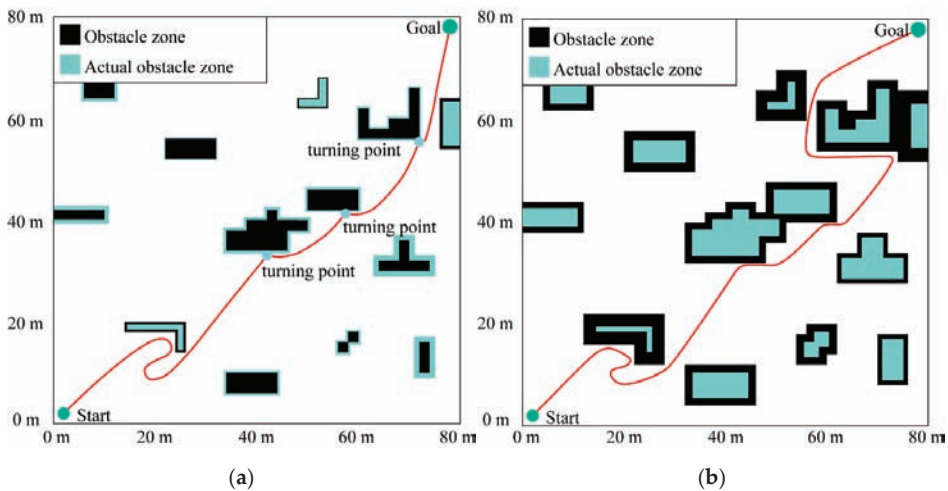 80 m
60 m
40 m
20 m
0 m
Obstacle zone
Actual obstacle zone
Goal
turning point
turning point
turning point
Start
0 m 20 m 40 m 60 m 80 m
(a)
80 m
60 m
40 m
20 m
0 m
Obstacle zone
Actual obstacle zone
Goal
Start
0 m 20 m 40 m 60 m 80 m
(b)